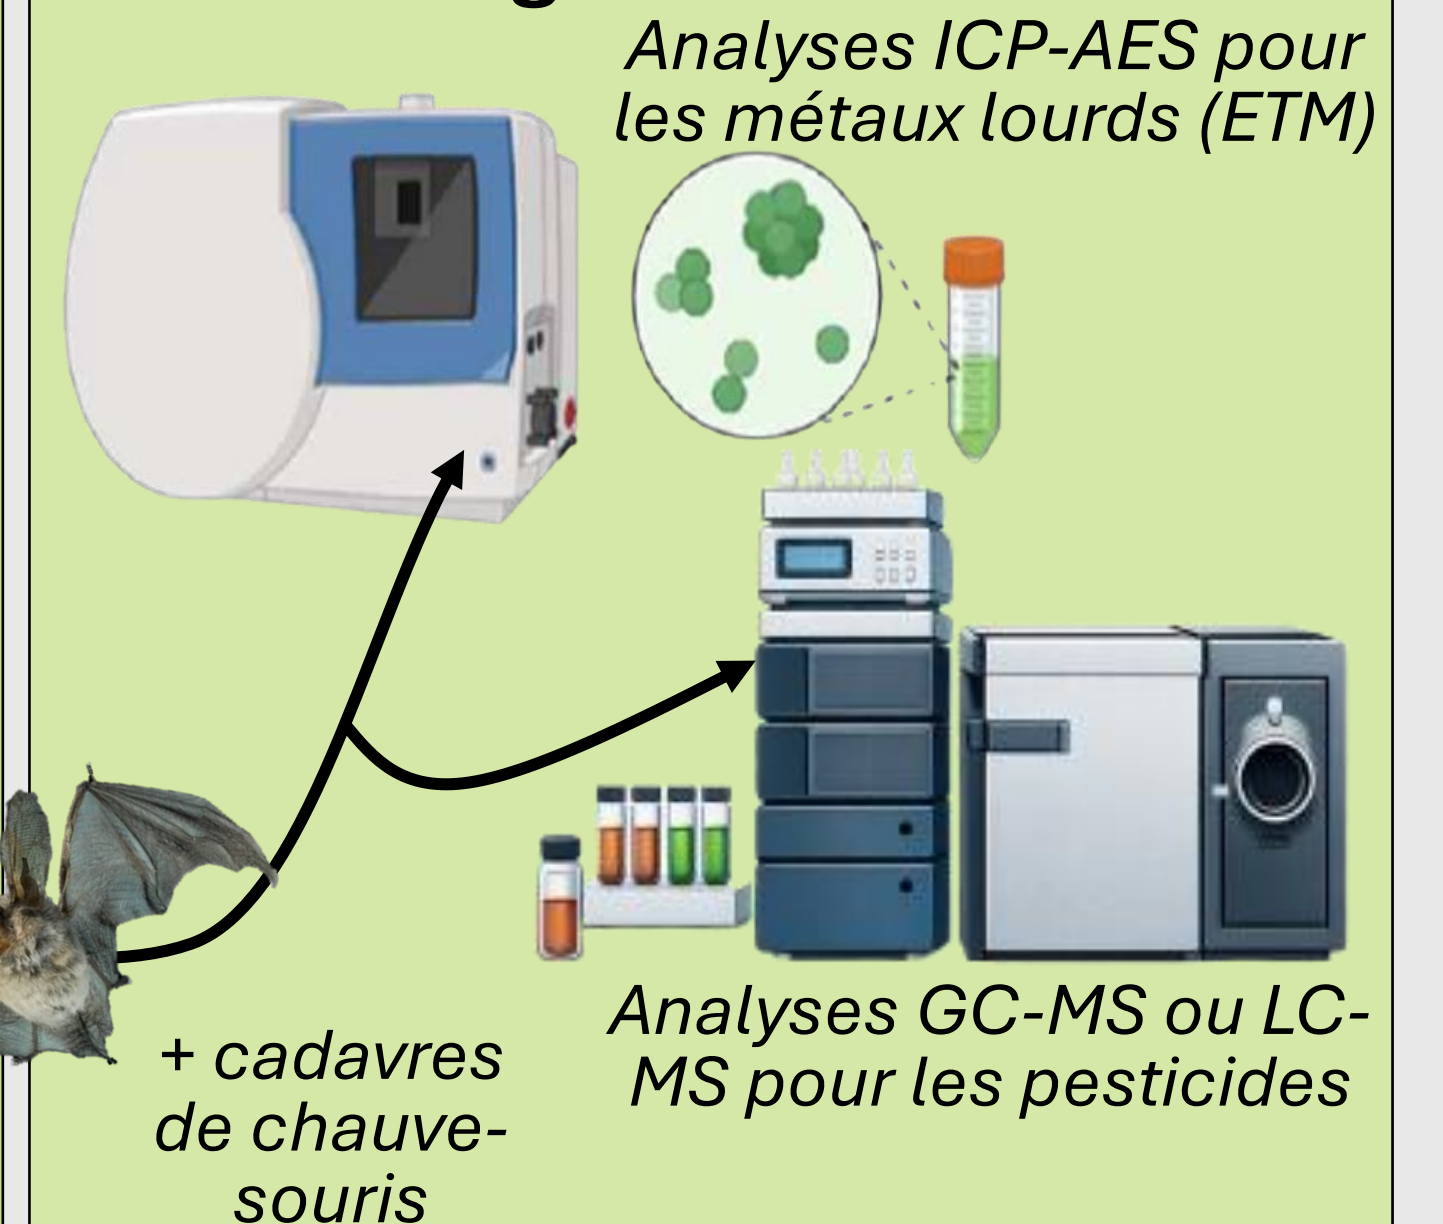 Analyses ICP-AES pour
les métaux lourds (ETM)
Analyses GC-MS ou LC-
MS pour les pesticides
+ cadavres
de chauve-
souris